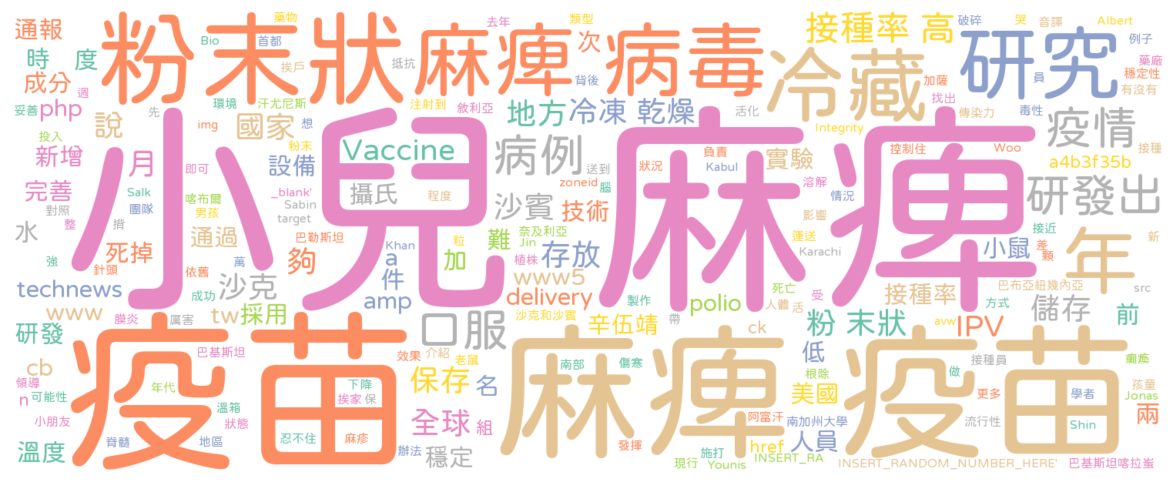 通報 粉末狀 麻痺 次 病毒 接種率 高 研究
藥物 去年 類型 破碎 哭 音譯 Albert
時 度 Bio 首都 挨戶 抵抗 背後 冷藏 加薩 員 例子 藥廠
成分 週 穩定性
妥善 php 環境 汗尤尼斯 注射到 敘利亞 地方 冷凍 乾燥 活化 找出 毒性 有沒有
投入 說 先 img 國家 想 傳染力
新增 月 粉末 Vaccine 病例 送到 Integrity 控制住 Woo 疫情 接種
即可 設備 狀況 負責 實驗 a4b3f35b
完善 小兒 麻痺 Salk _blank' 喀布爾 攝氏 程度 zoneid 腦 Kabul 溶解 情況 研發出
對照 團隊 男孩 Sabin target 沙賓 技術 影響 接近
水 整 擠 通過 巴勒斯坦 夠 Khan 難 奈及利亞 Jin 運送 Karachi 小鼠 差 顆 年 新
死掉 針頭 依舊 a 加 粒 植株 存放
強 成功 萬 件 www5 死亡 巴布亞紐幾內亞
technews 沙克 amp delivery 製作 polio 人體 活 受 接種率 方式 儲存 src
www 膜炎 厲害 tw 採用 口服 沙克和沙賓 帶 辛伍靖 ck 粉 末狀 avw IPV 前
研發
cb 疫苗 巴基斯坦 效果 介紹 老鼠 麻痺 南部 傷寒 低 疫苗 接種員 癱瘓
領導 n 可能性 年代 下降 挨家 保 保存 名 根除 美國 做 更多 學者 孩童 Jonas
小朋友 溫箱 狀態 全球 組 阿富汗 南加州大學 流行性 Shin 兩
溫度 脊髓 地區 忍不住 麻疹 辦法 穩定 發揮 施打 href 人員
現行 Younis INSERT_RA INSERT_RANDOM_NUMBER_HERE' 巴基斯坦喀拉蚩